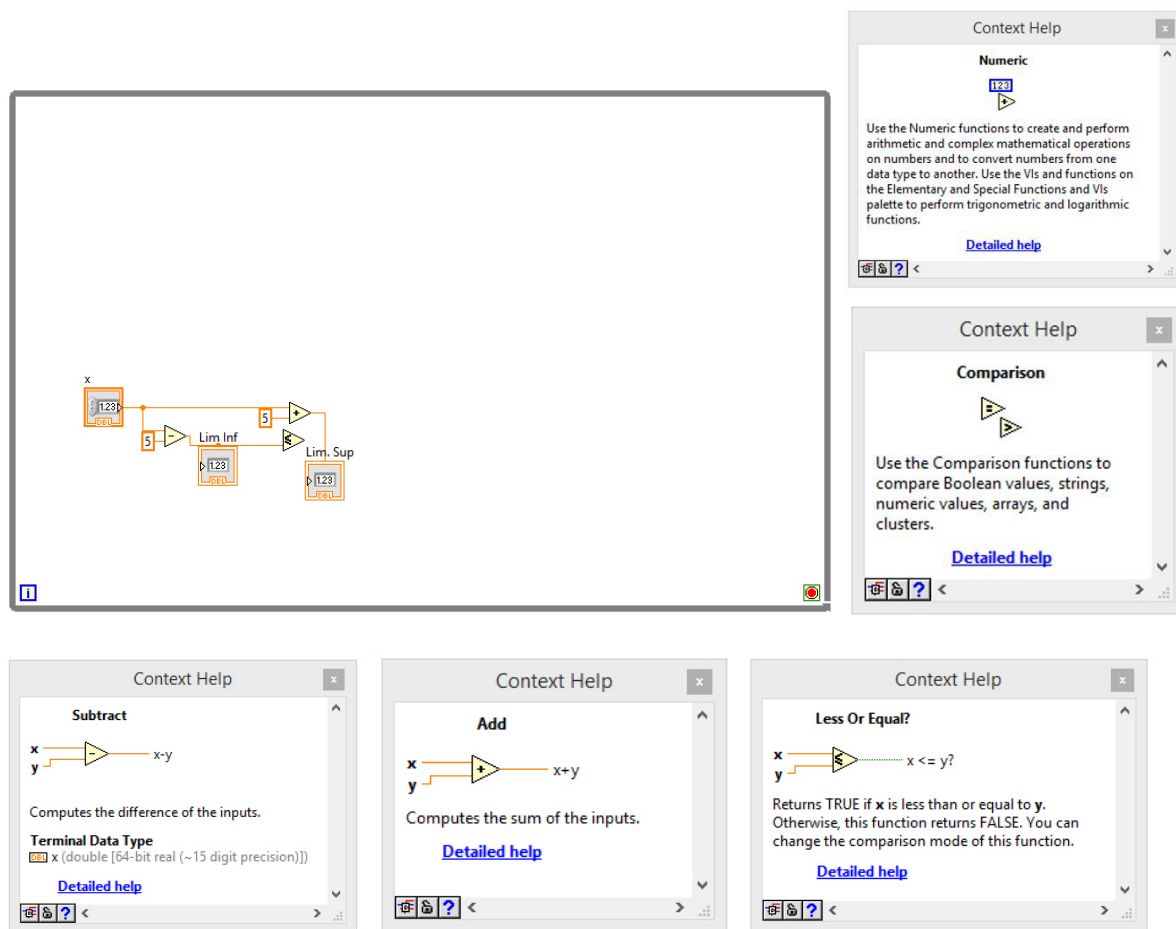 Context Help
x
Numeric
123
+
Use the Numeric functions to create and perform
arithmetic and complex mathematical operations
on numbers and to convert numbers from one
data type to another. Use the VIs and functions on
the Elementary and Special Functions and VIs
palette to perform trigonometric and logarithmic
functions.
Detailed help
?
x
1.23
DBL
5
+
5
-
≤
Lim Inf
1.23
DBL
Lim. Sup
1.23
DBL
i
Context Help
x
Comparison
=
>
Use the Comparison functions to
compare Boolean values, strings,
numeric values, arrays, and
clusters.
Detailed help
?
Context Help
x
Subtract
x
y
-
x-y
Computes the difference of the inputs.
Terminal Data Type
DBL x (double [64-bit real (~15 digit precision)])
Detailed help
?
Context Help
x
Add
x
y
+
x+y
Computes the sum of the inputs.
Detailed help
?
Context Help
x
Less Or Equal?
x
y
≤
x <= y?
Returns TRUE if x is less than or equal to y.
Otherwise, this function returns FALSE. You can
change the comparison mode of this function.
Detailed help
?